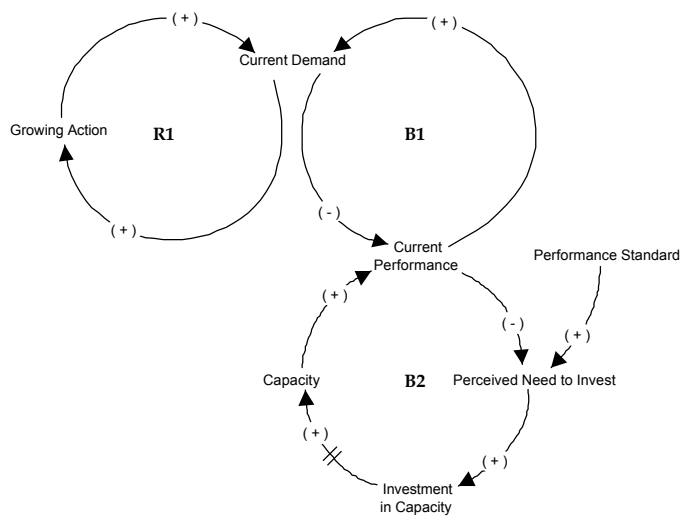 ( + )
( + )
Current Demand
Growing Action
R1
B1
( - )
( + )
Current
Performance
Performance Standard
( + )
( - )
( + )
Capacity
B2
Perceived Need to Invest
( + )
( + )
Investment
in Capacity